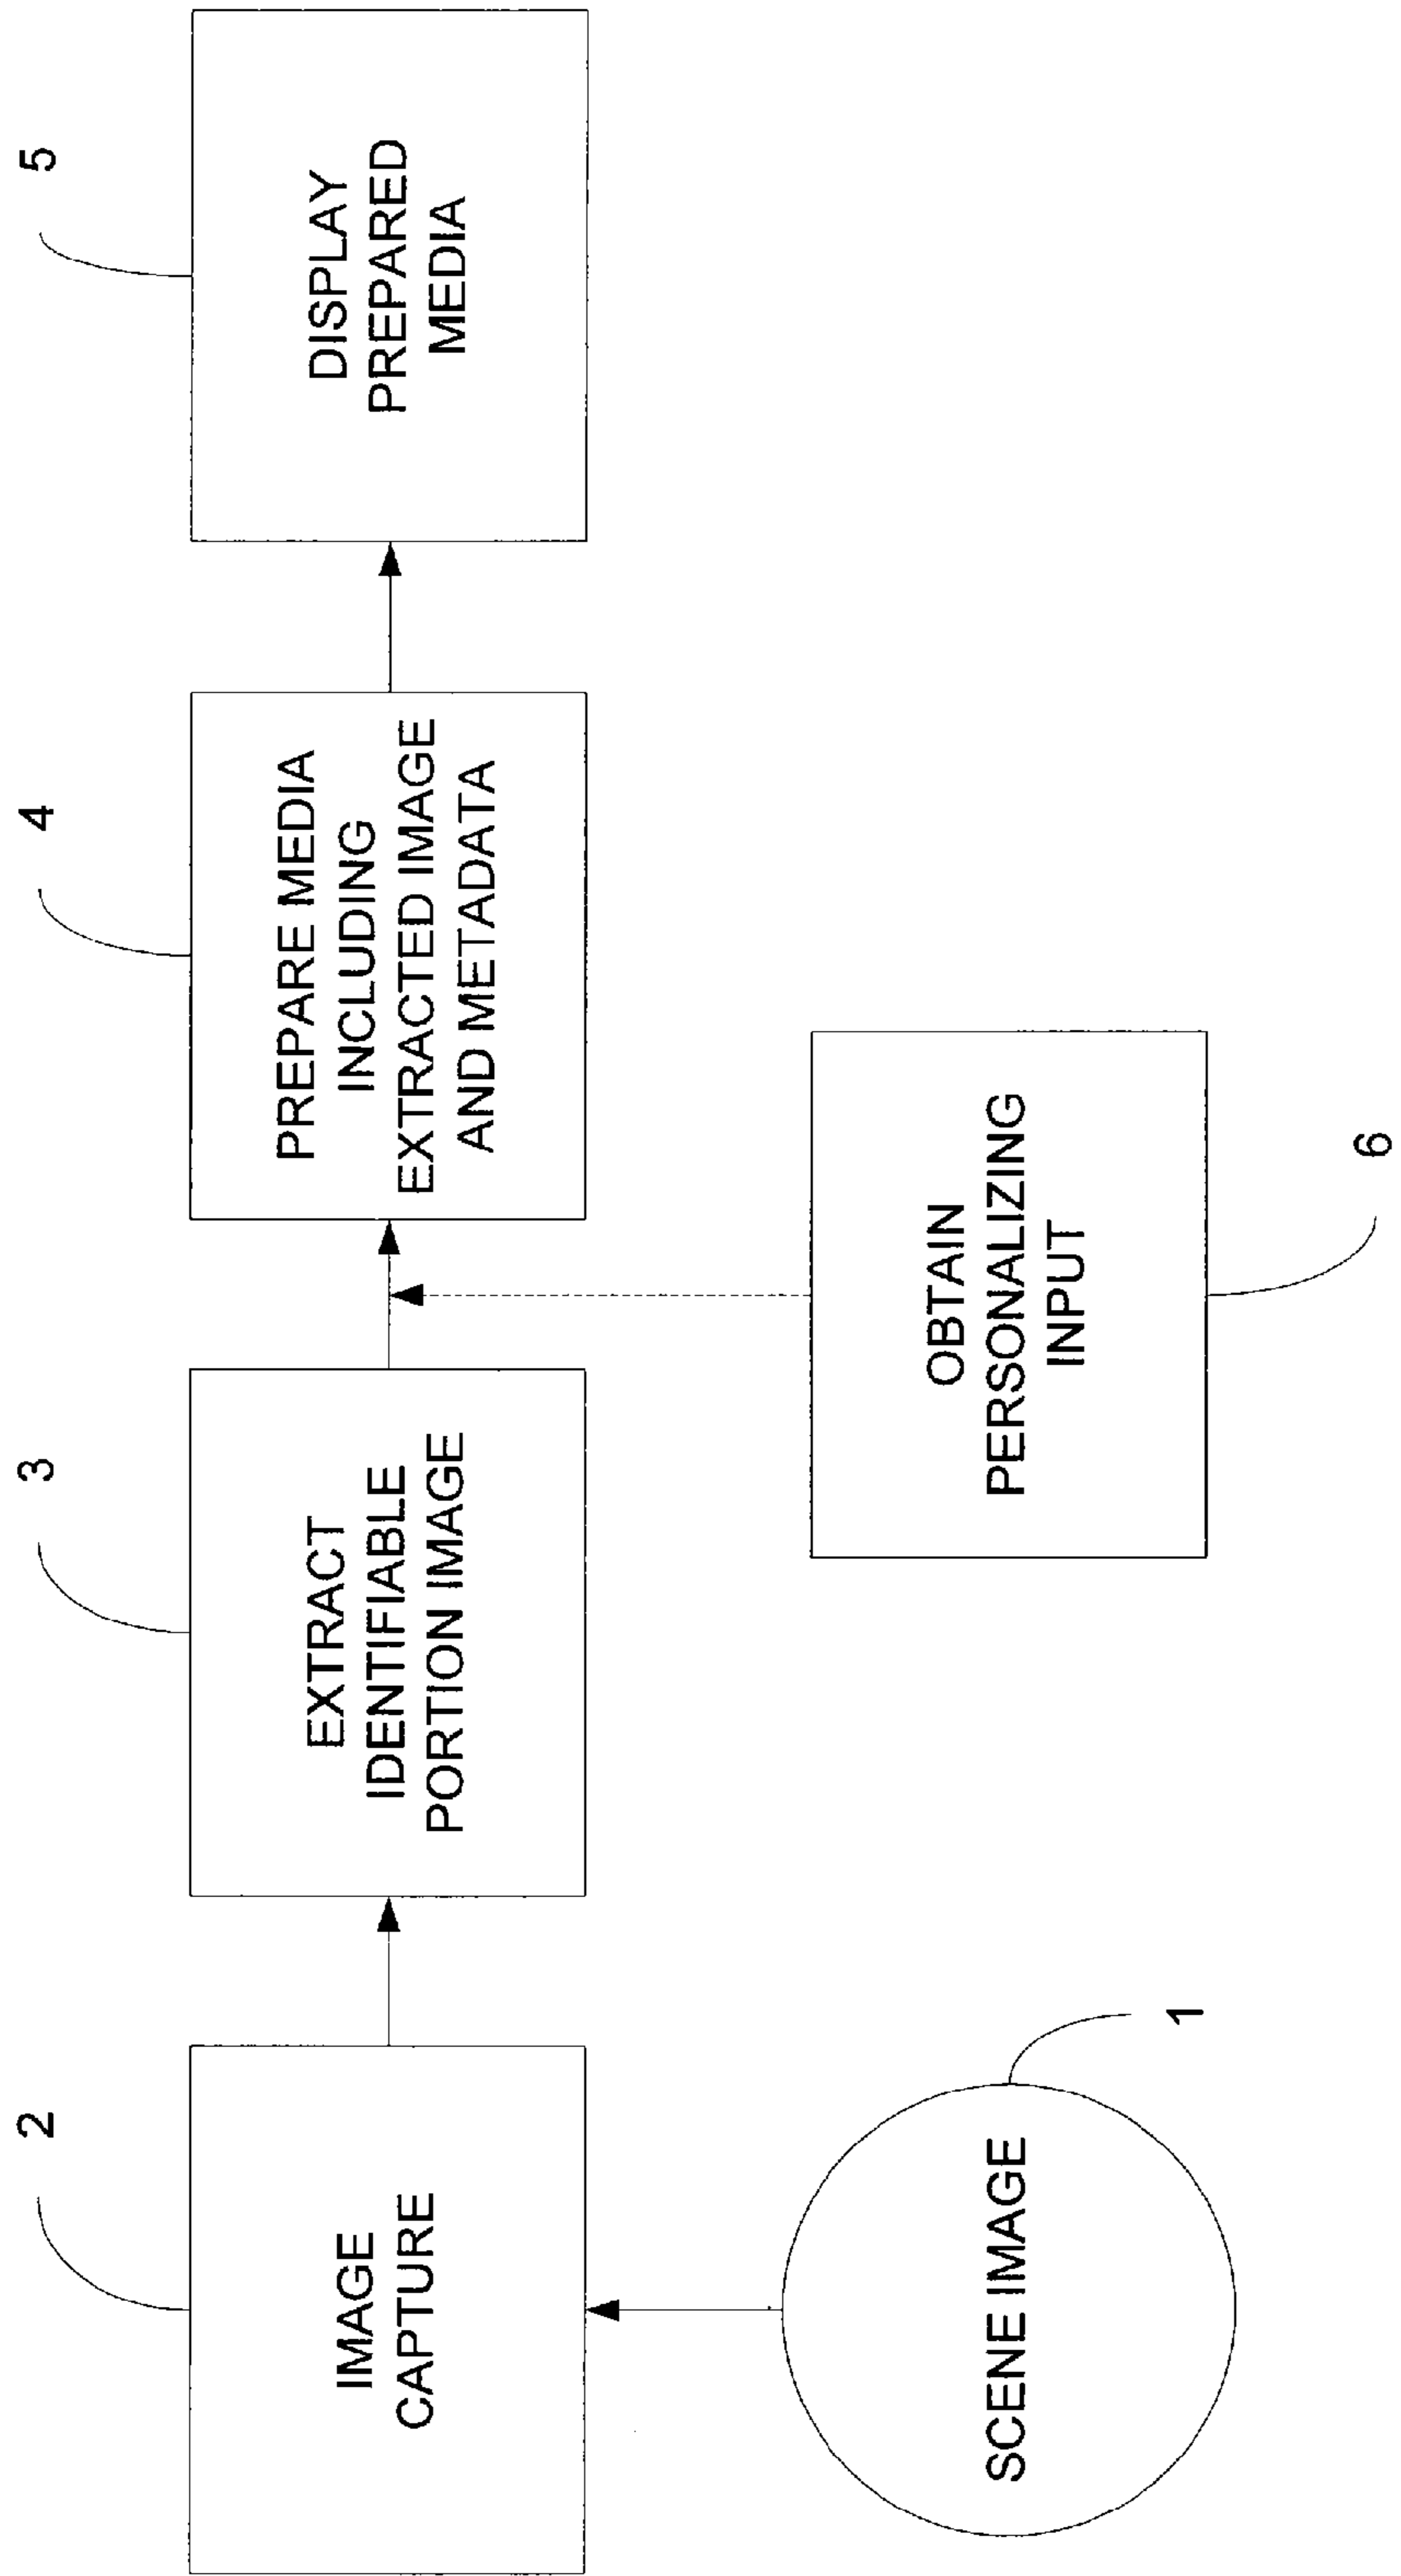 2
IMAGE
CAPTURE
3
EXTRACT
IDENTIFIABLE
PORTION IMAGE
4
PREPARE MEDIA
INCLUDING
EXTRACTED IMAGE
AND METADATA
5
DISPLAY
PREPARED
MEDIA
SCENE IMAGE
1
OBTAIN
PERSONALIZING
INPUT
6